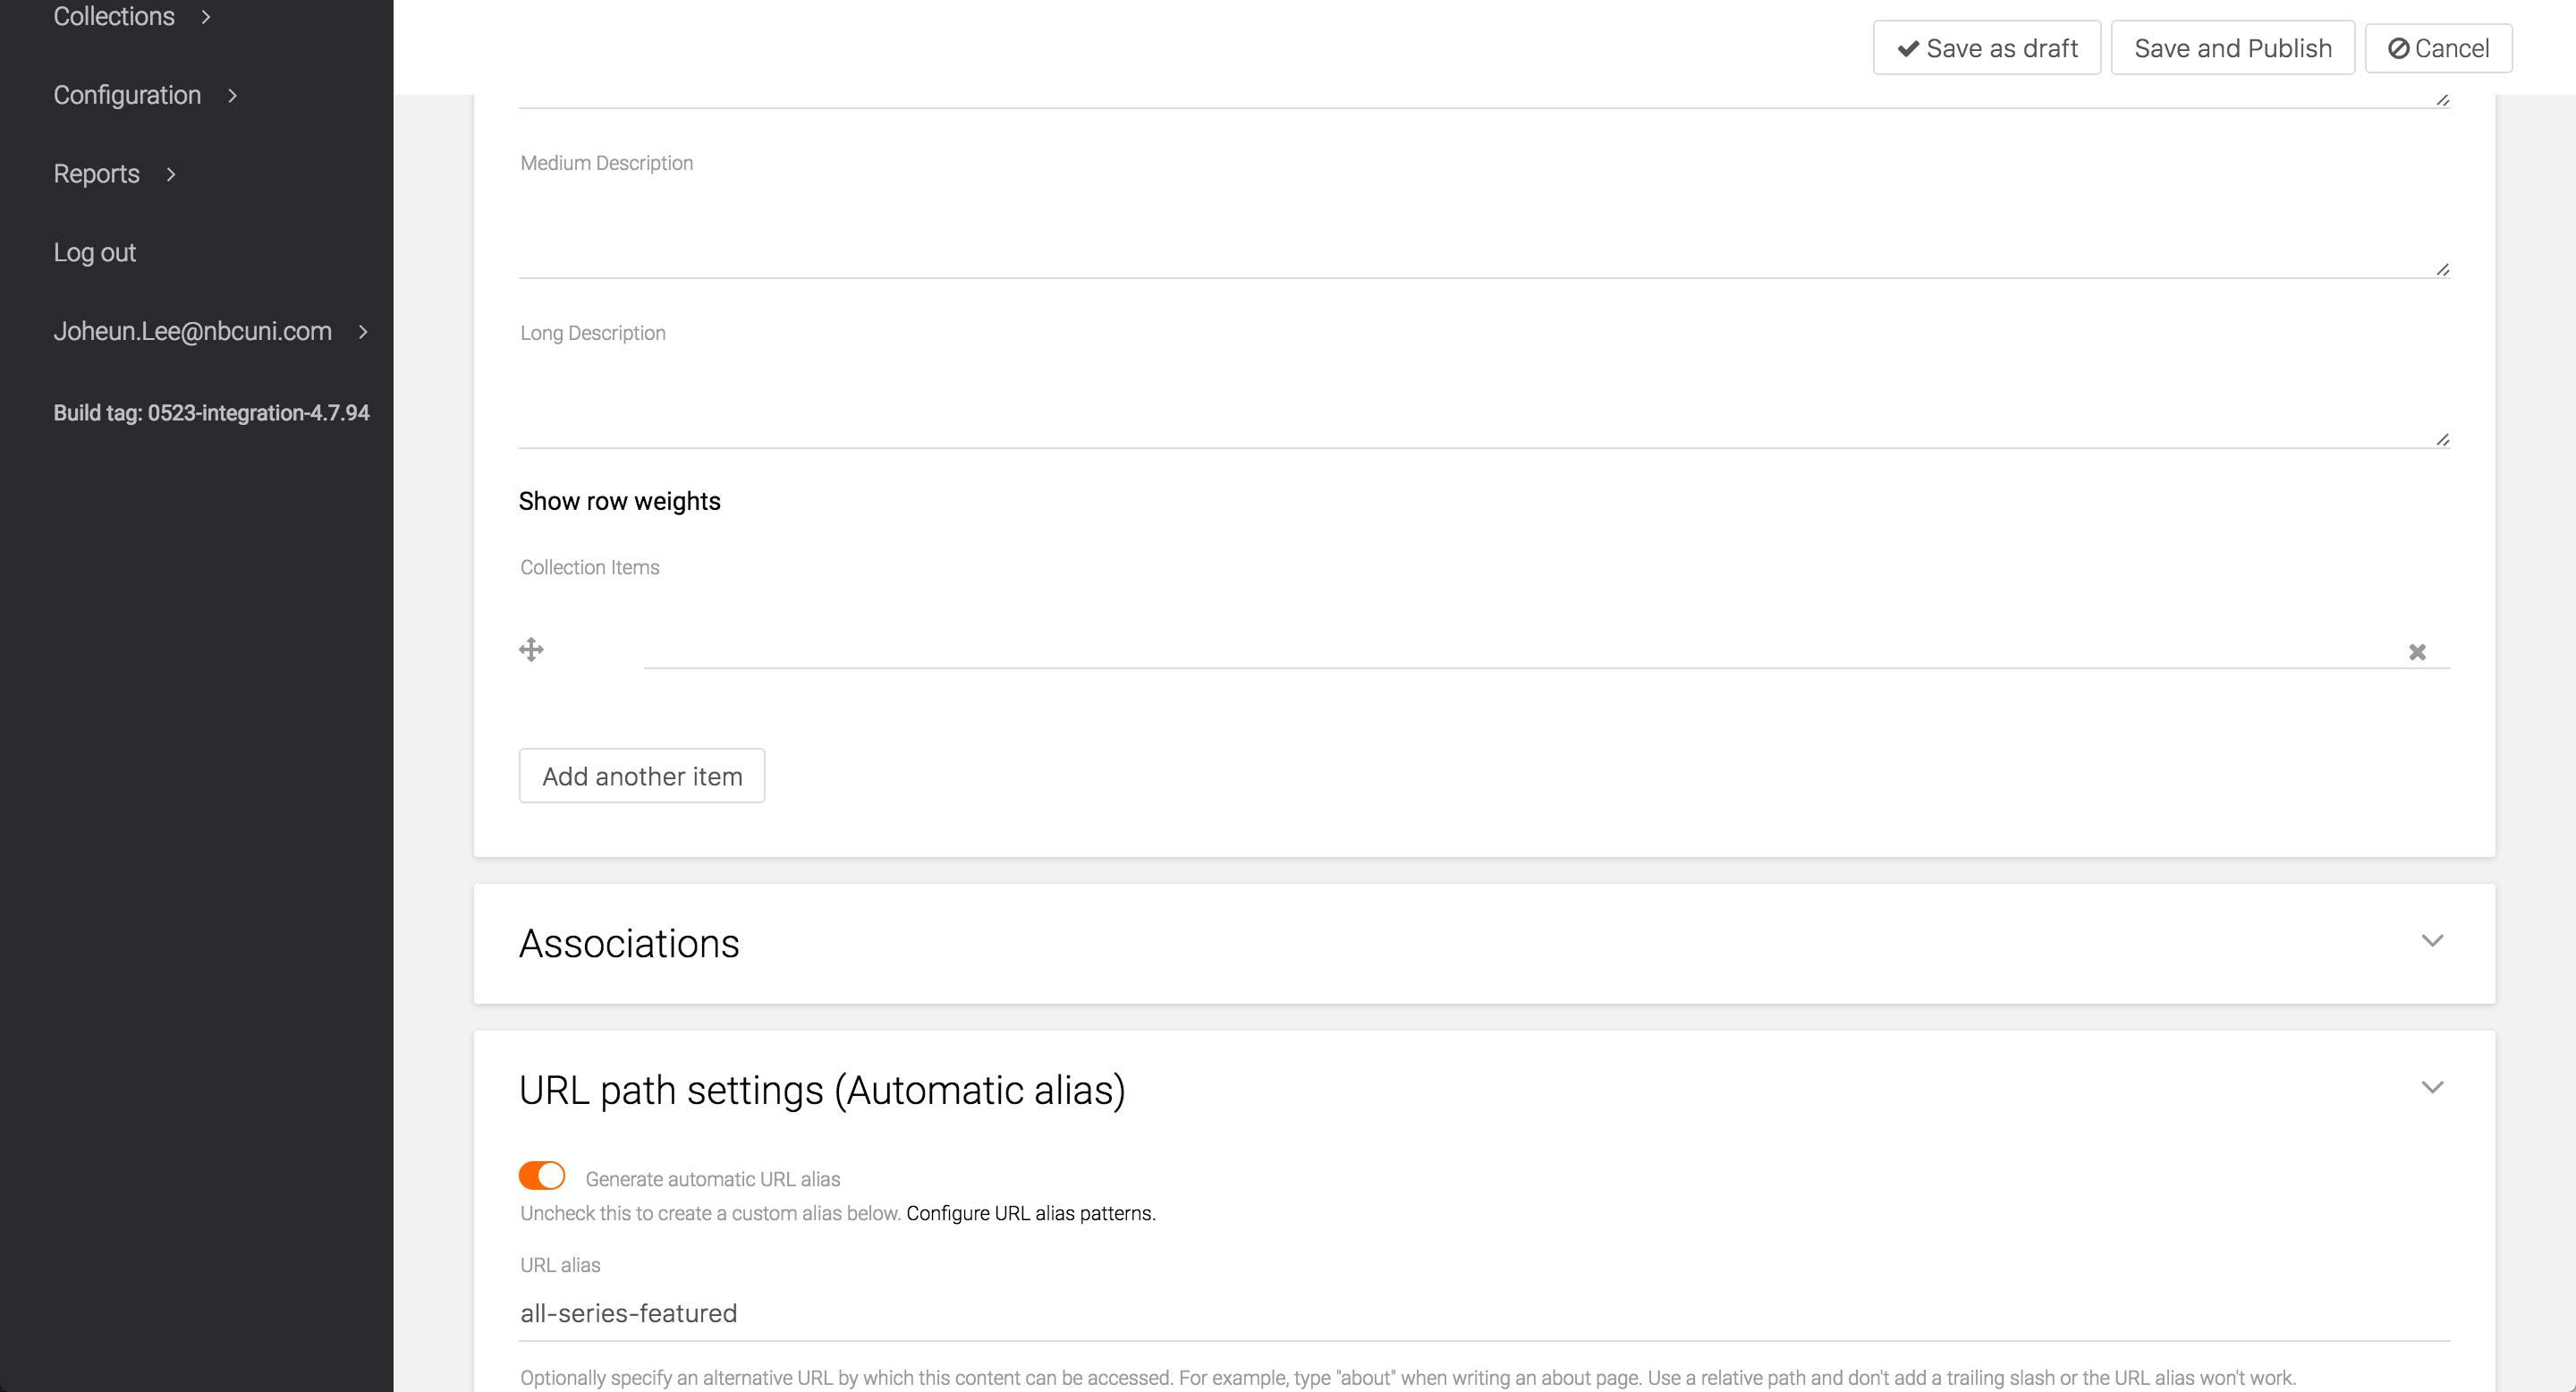 Collections
Configuration
Reports
Log out
Joheun.Lee@nbcuni.com
Build tag: 0523-integration-4.7.94
Save as draft
Save and Publish
Cancel
Medium Description
Long Description
Show row weights
Collection Items
Add another item
Associations
URL path settings (Automatic alias)
Generate automatic URL alias
Uncheck this to create a custom alias below. Configure URL alias patterns.
URL alias
all-series-featured
Optionally specify an alternative URL by which this content can be accessed. For example, type "about" when writing an about page. Use a relative path and don't add a trailing slash or the URL alias won't work.